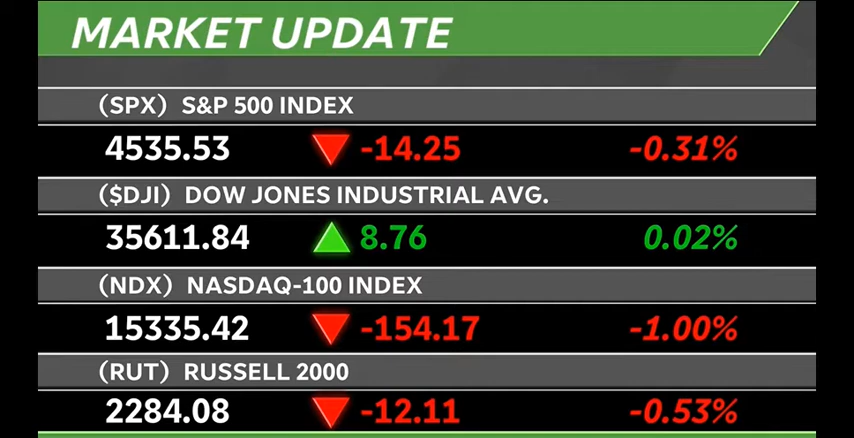 MARKET UPDATE
(SPX) S&P 500 INDEX
4535.53 ▼ -14.25 -0.31%
($DJI) DOW JONES INDUSTRIAL AVG.
35611.84 ▲ 8.76 0.02%
(NDX) NASDAQ-100 INDEX
15335.42 ▼ -154.17 -1.00%
(RUT) RUSSELL 2000
2284.08 ▼ -12.11 -0.53%